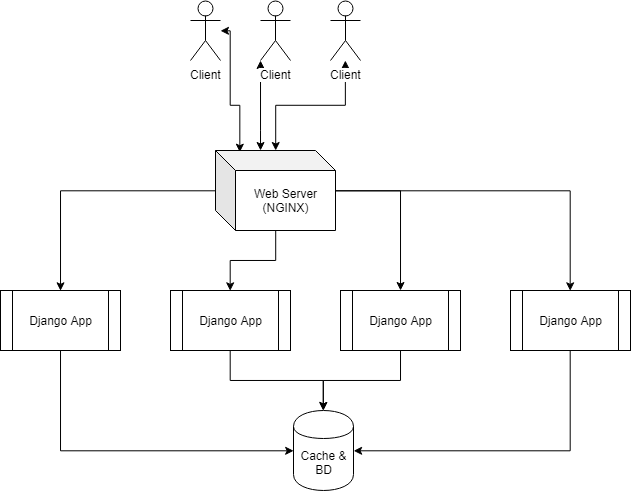 Client
Client
Client
Web Server
(NGINX)
Django App
Django App
Django App
Django App
Cache &
BD